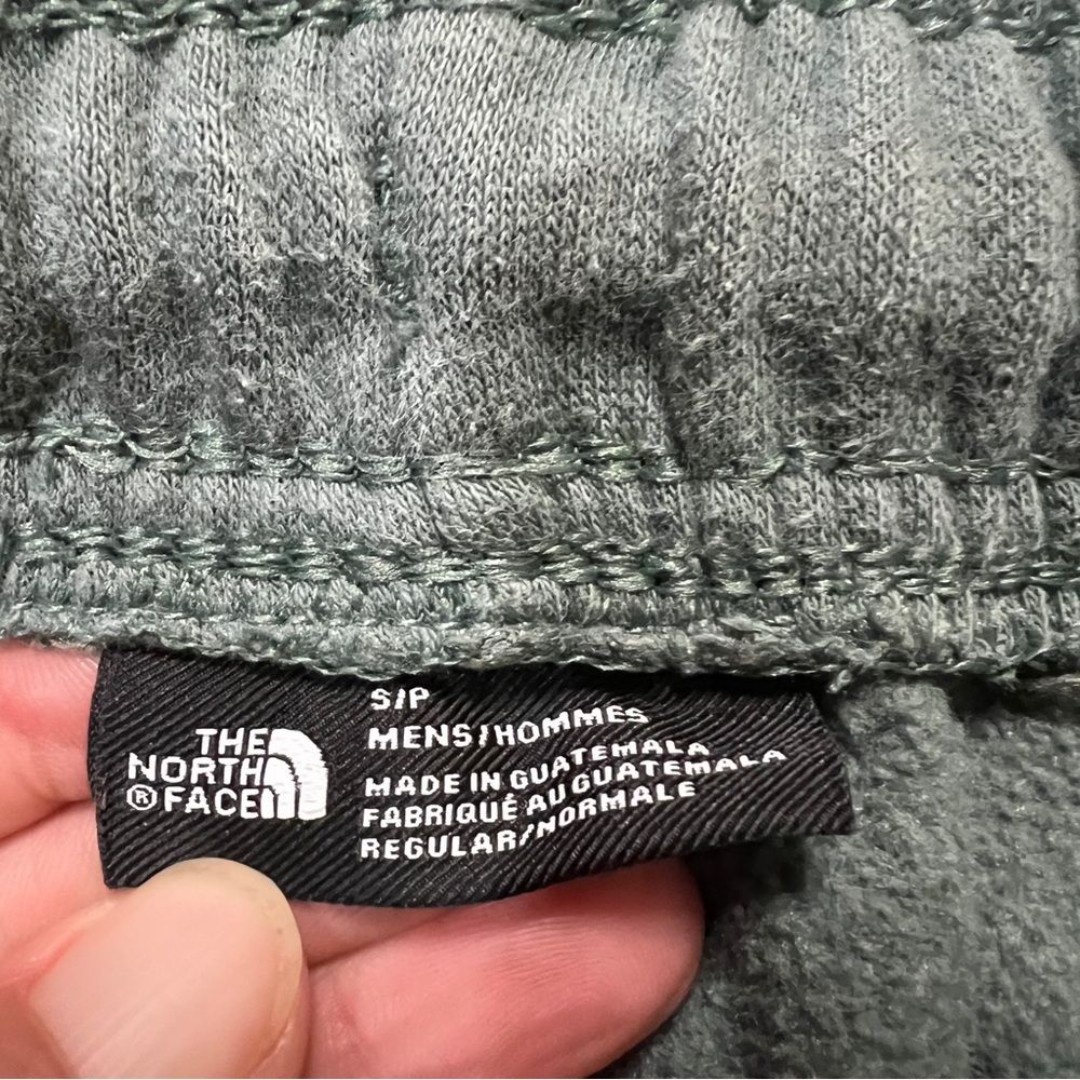 THE
NORTH
® FACE
S/P
MENS/HOMMES
MADE IN GUATEMALA
FABRIQUÉ AU GUATEMALA
REGULAR/NORMALE